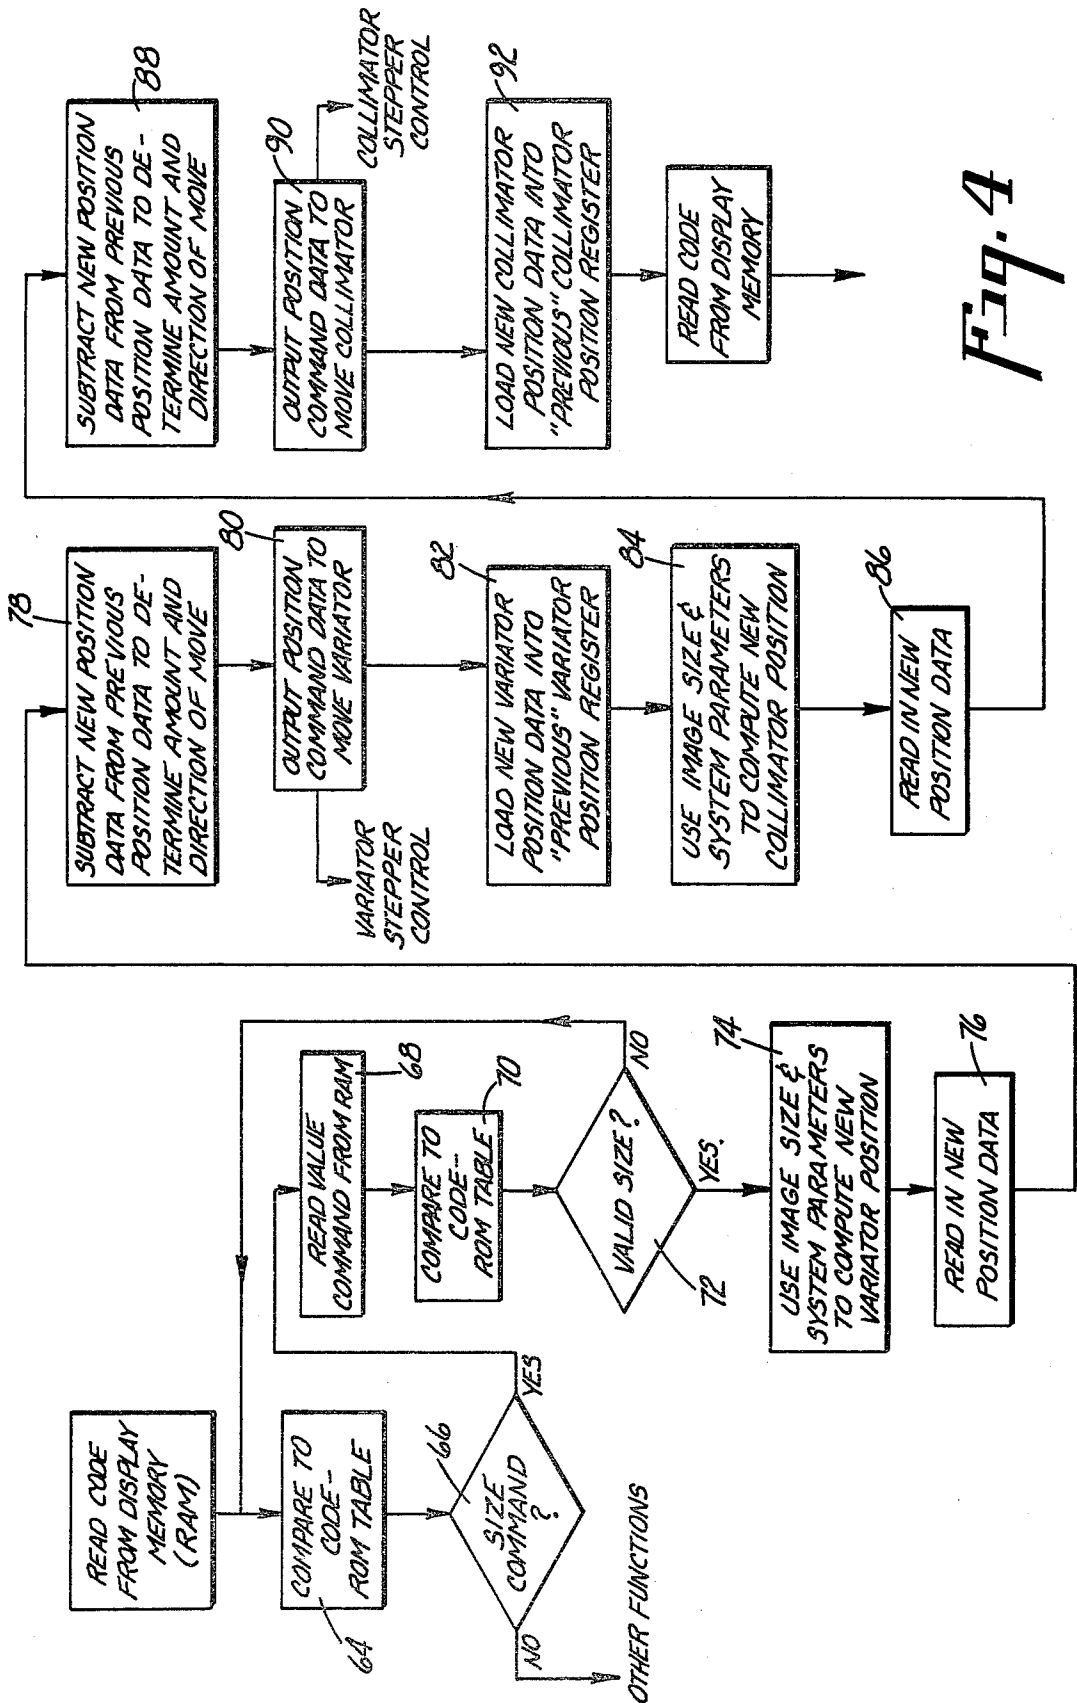 READ CODE
FROM DISPLAY
MEMORY
(RAM)
COMPARE TO
CODE-
ROM TABLE
64
66
SIZE
COMMAND
?
NO
YES
OTHER FUNCTIONS
READ VALUE
COMMAND FROM RAM
68
COMPARE TO
CODE--
ROM TABLE
70
VALID SIZE?
72
NO
YES.
74
USE IMAGE SIZE &
SYSTEM PARAMETERS
TO COMPUTE NEW
VARIATOR POSITION
READ IN NEW
POSITION DATA
76
78
SUBTRACT NEW POSITION
DATA FROM PREVIOUS
POSITION DATA TO DE-
TERMINE AMOUNT AND
DIRECTION OF MOVE
80
OUTPUT POSITION
COMMAND DATA TO
MOVE VARIATOR
VARIATOR
STEPPER
CONTROL
82
LOAD NEW VARIATOR
POSITION DATA INTO
"PREVIOUS" VARIATOR
POSITION REGISTER
84
USE IMAGE SIZE &
SYSTEM PARAMETERS
TO COMPUTE NEW
COLLIMATOR POSITION
86
READ IN NEW
POSITION DATA
88
SUBTRACT NEW POSITION
DATA FROM PREVIOUS
POSITION DATA TO DE-
TERMINE AMOUNT AND
DIRECTION OF MOVE
90
OUTPUT POSITION
COMMAND DATA TO
MOVE COLLIMATOR
COLLIMATOR
STEPPER
CONTROL
92
LOAD NEW COLLIMATOR
POSITION DATA INTO
"PREVIOUS" COLLIMATOR
POSITION REGISTER
READ CODE
FROM DISPLAY
MEMORY
Fig. 4